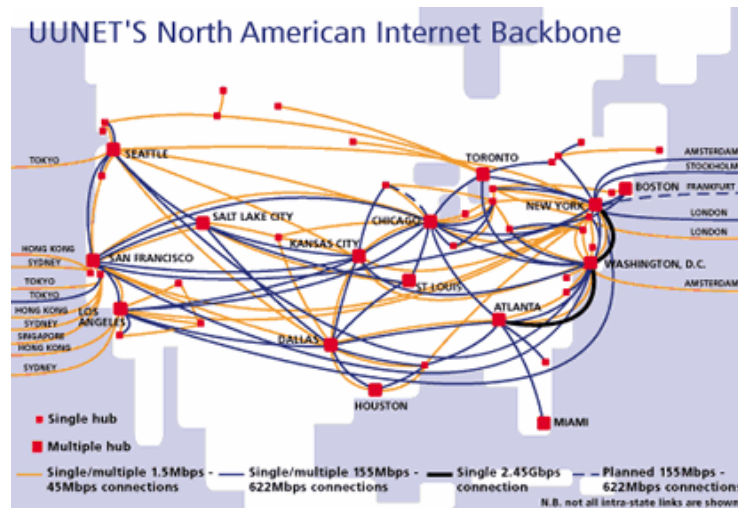 UUNET'S North American Internet Backbone
TORONTO
AMSTERDAM
STOCKHOLM
TOKYO
SEATTLE
BOSTON
FRANKFURT
NEW YORK
LONDON
SALT LAKE CITY
CHICAGO
LONDON
KANSAS CITY
HONG KONG
SAN FRANCISCO
WASHINGTON, D.C.
SYDNEY
TOKYO
ST LOUIS
AMSTERDAM
TOKYO
HONG KONG
LOS
ANGELES
ATLANTA
SYDNEY
SINGAPORE
DALLAS
HONG KONG
SYDNEY
HOUSTON
Single hub
MIAMI
Multiple hub
Single/multiple 1.5Mbps -
45Mbps connections
Single/multiple 155Mbps -
622Mbps connections
Single 2.45Gbps
connection
Planned 155Mbps -
622Mbps connections
N.B. not all intra-state links are shown